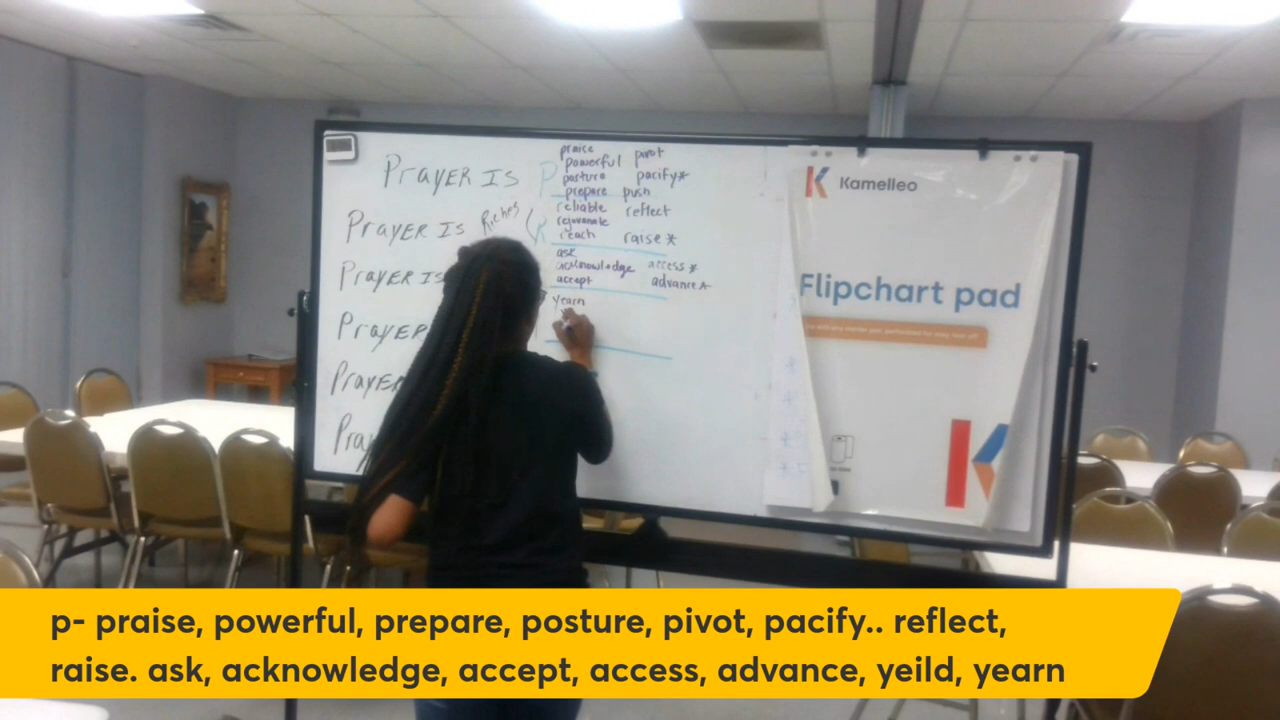 PRAYER IS P
praise
powerful pivot
posture pacify*
prepare push
PRAYER IS Riches
R
reliable reflect
rejuvenate
reach raise*
PRAYER IS
ask
acknowledge access*
accept advance*
PRAYER
yearn
PRAYER
PRAY
Kamelleo
Flipchart pad
p- praise, powerful, prepare, posture, pivot, pacify.. reflect,
raise. ask, acknowledge, accept, access, advance, yeild, yearn